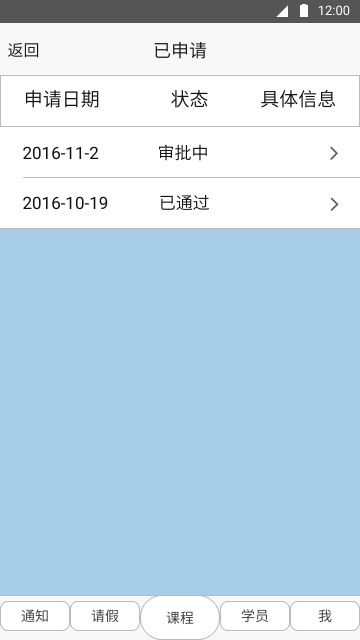 12:00
返回 已申请
申请日期 状态 具体信息
2016-11-2 审批中
2016-10-19 已通过
通知 请假 课程 学员 我